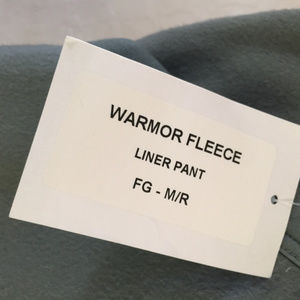 WARMOR FLEECE
LINER PANT
FG - M/R